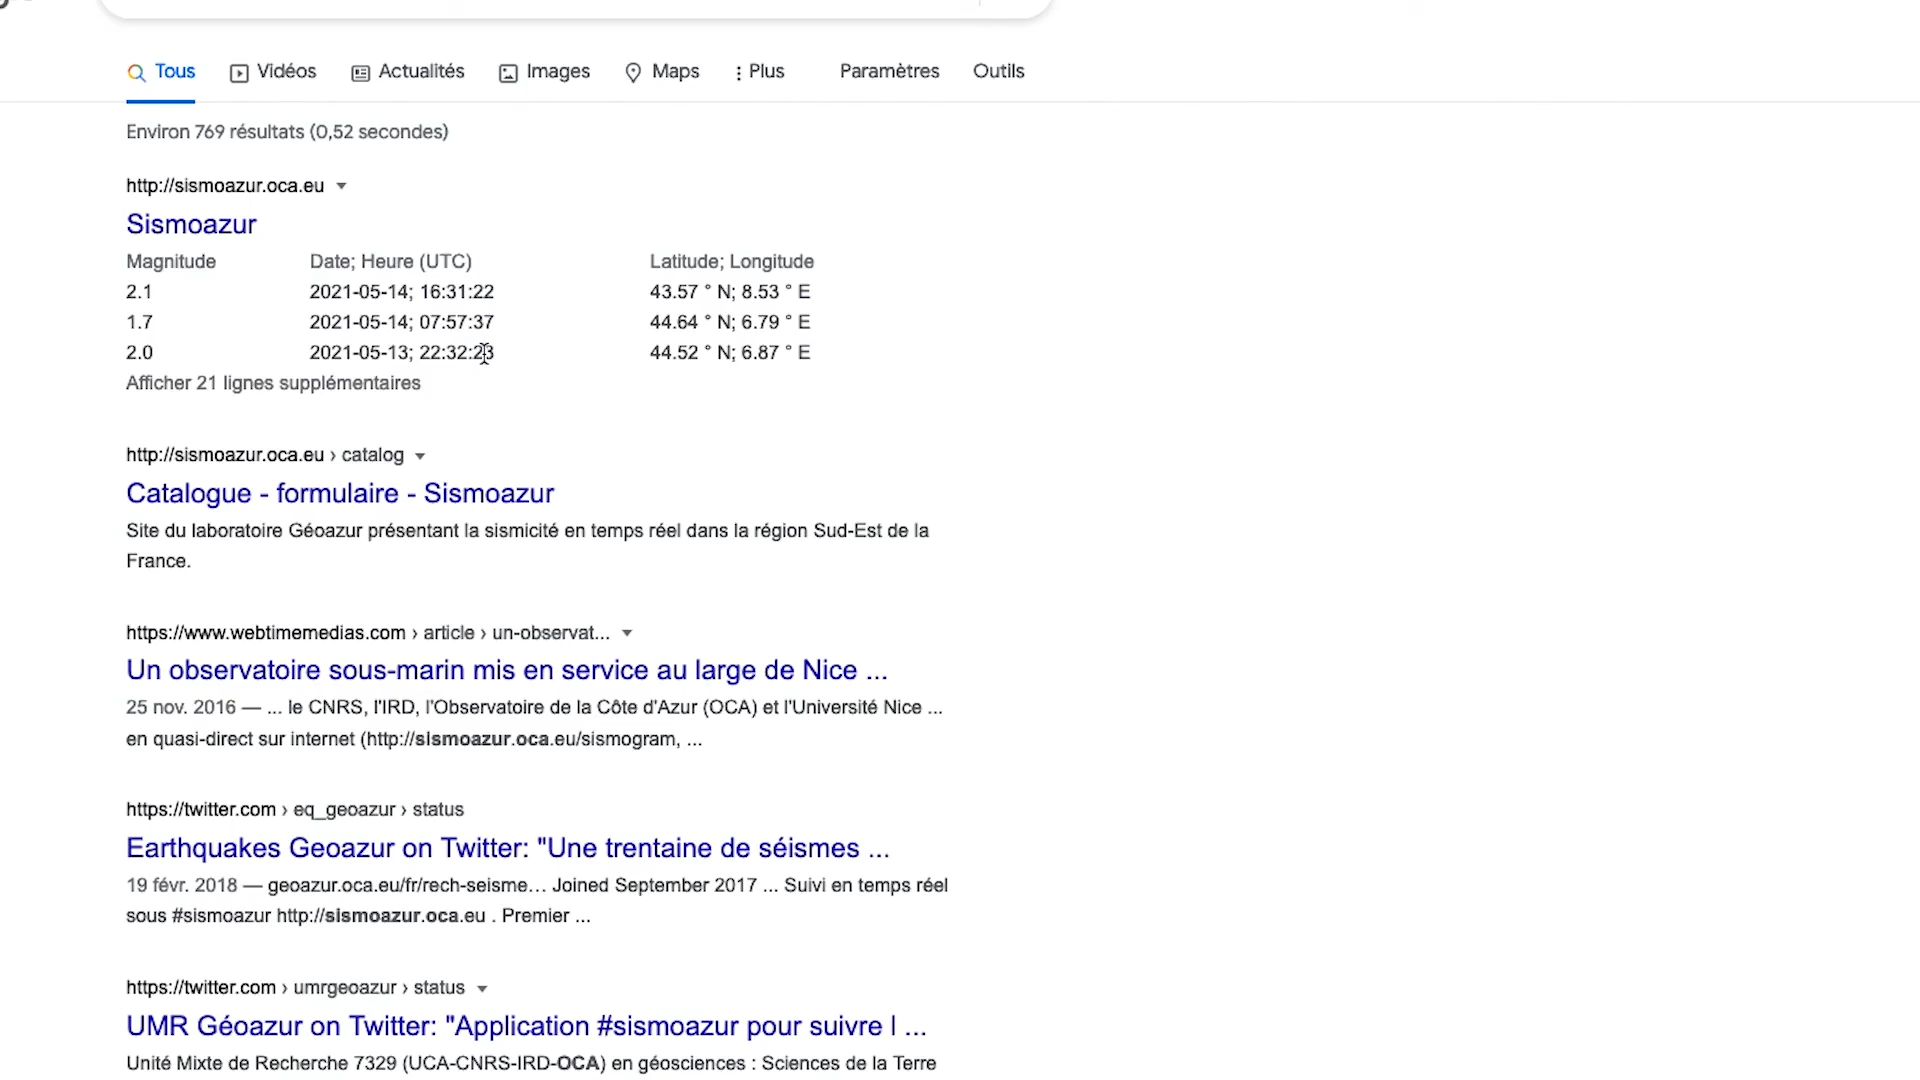 Tous Vidéos Actualités Images Maps Plus Paramètres Outils
Environ 769 résultats (0,52 secondes)
http://sismoazur.oca.eu
Sismoazur
Magnitude Date; Heure (UTC) Latitude; Longitude
2.1 2021-05-14; 16:31:22 43.57 ° N; 8.53 ° E
1.7 2021-05-14; 07:57:37 44.64 ° N; 6.79 ° E
2.0 2021-05-13; 22:32:23 44.52 ° N; 6.87 ° E
Afficher 21 lignes supplémentaires
http://sismoazur.oca.eu › catalog
Catalogue - formulaire - Sismoazur
Site du laboratoire Géoazur présentant la sismicité en temps réel dans la région Sud-Est de la
France.
https://www.webtimemedias.com › article › un-observat...
Un observatoire sous-marin mis en service au large de Nice ...
25 nov. 2016 — ... le CNRS, l'IRD, l'Observatoire de la Côte d'Azur (OCA) et l'Université Nice ...
en quasi-direct sur internet (http://sismoazur.oca.eu/sismogram, ...
https://twitter.com › eq_geoazur › status
Earthquakes Geoazur on Twitter: "Une trentaine de séismes ...
19 févr. 2018 — geoazur.oca.eu/fr/rech-seisme… Joined September 2017 ... Suivi en temps réel
sous #sismoazur http://sismoazur.oca.eu . Premier ...
https://twitter.com › umrgeoazur › status
UMR Géoazur on Twitter: "Application #sismoazur pour suivre l ...
Unité Mixte de Recherche 7329 (UCA-CNRS-IRD-OCA) en géosciences : Sciences de la Terre